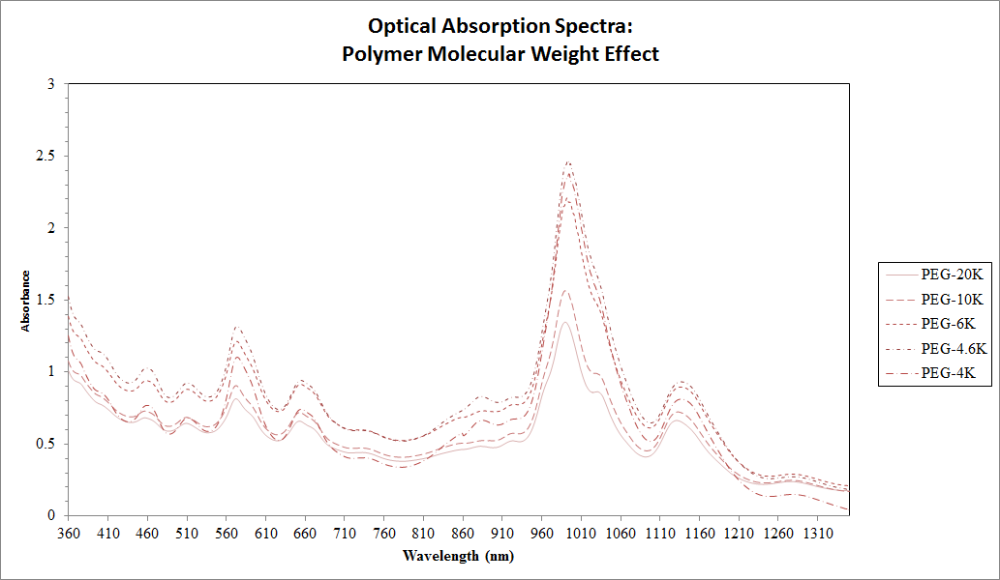 Optical Absorption Spectra:
Polymer Molecular Weight Effect
3
2.5
2
1.5
1
0.5
0
Absorbance
360 410 460 510 560 610 660 710 760 810 860 910 960 1010 1060 1110 1160 1210 1260 1310
Wavelength (nm)
PEG-20K
PEG-10K
PEG-6K
PEG-4.6K
PEG-4K